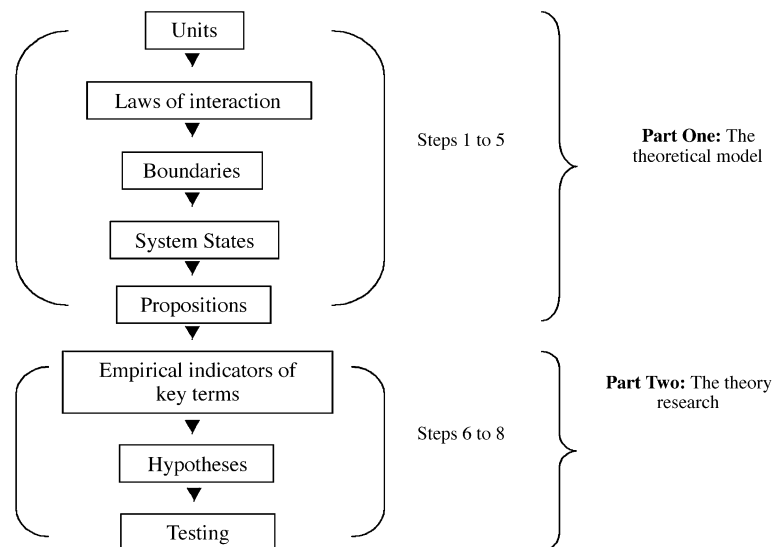 Units
Laws of interaction
Boundaries
System States
Propositions
Steps 1 to 5
Part One: The
theoretical model
Empirical indicators of
key terms
Hypotheses
Testing
Steps 6 to 8
Part Two: The theory
research